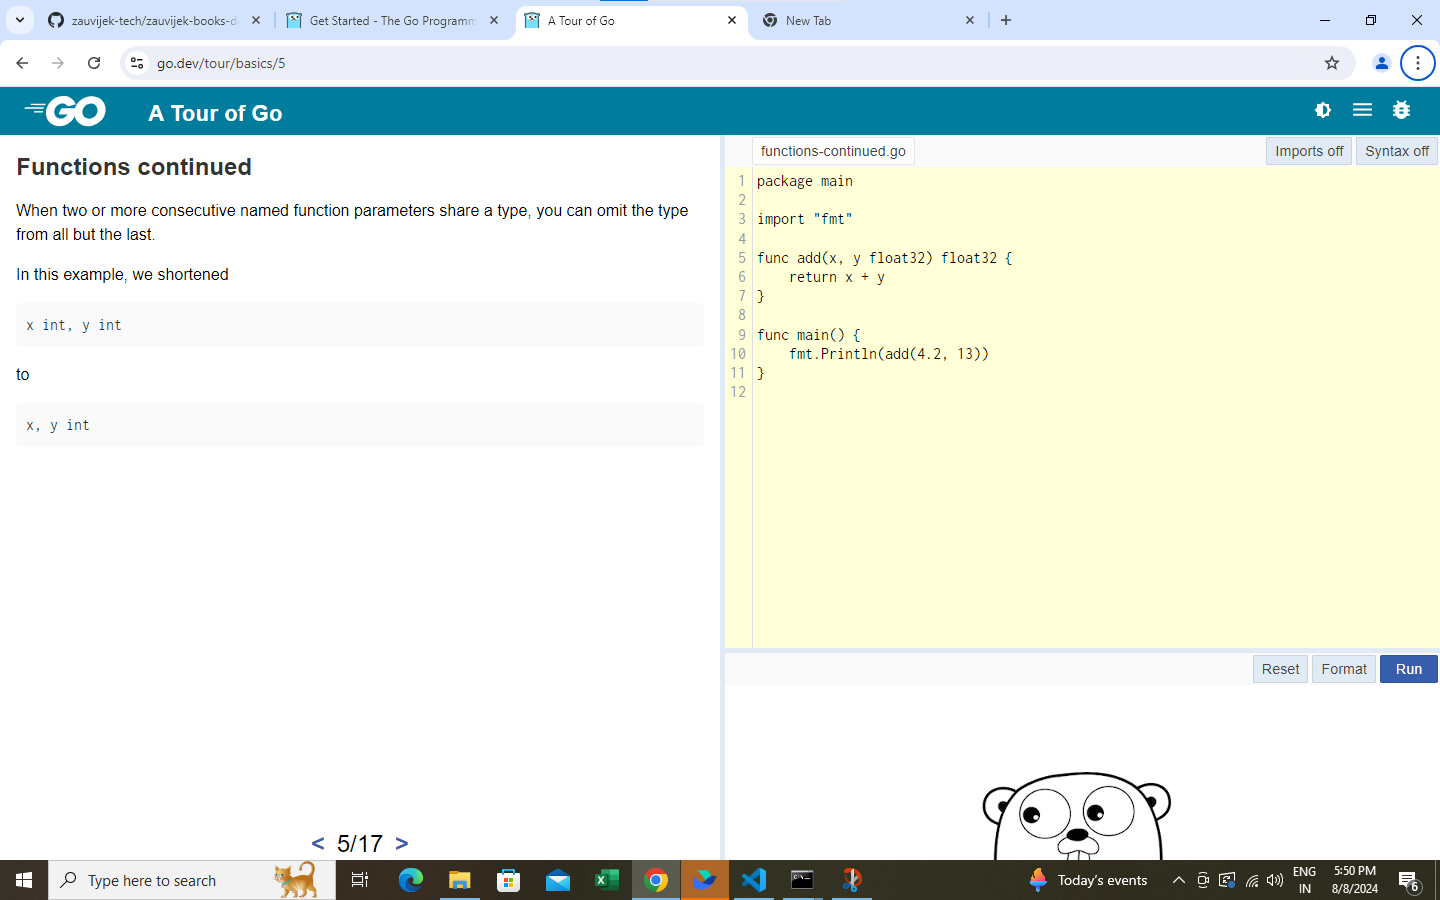 zauvijek-tech/zauvijek-books-d
Get Started - The Go Programm
A Tour of Go
New Tab
go.dev/tour/basics/5
GO
A Tour of Go
Functions continued
When two or more consecutive named function parameters share a type, you can omit the type
from all but the last.
In this example, we shortened
x int, y int
to
x, y int
< 5/17 >
functions-continued.go
Imports off
Syntax off
1 package main
2
3 import "fmt"
4
5 func add(x, y float32) float32 {
6 return x + y
7 }
8
9 func main() {
10 fmt.Println(add(4.2, 13))
11 }
12
Reset
Format
Run
Type here to search
Today's events
ENG
IN
5:50 PM
8/8/2024
6